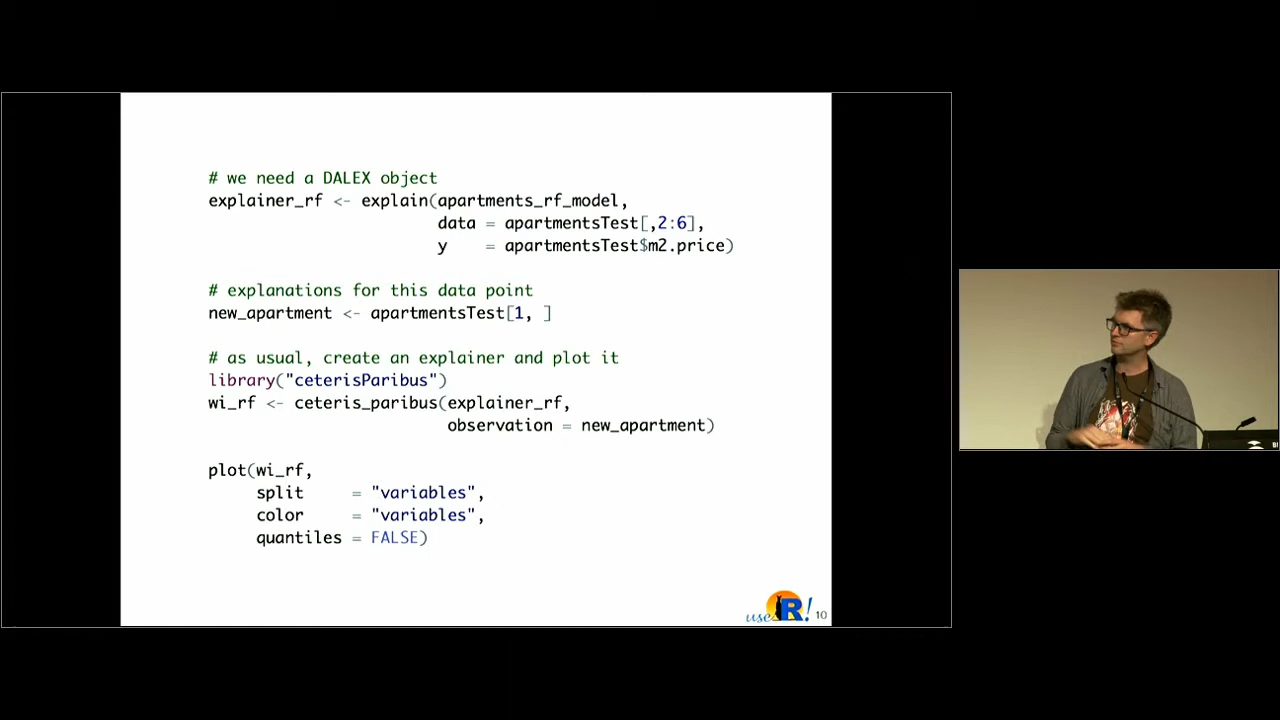 # we need a DALEX object
explainer_rf <- explain(apartments_rf_model,
data = apartmentsTest[,2:6],
y = apartmentsTest$m2.price)
# explanations for this data point
new_apartment <- apartmentsTest[1, ]
# as usual, create an explainer and plot it
library("ceterisParibus")
wi_rf <- ceteris_paribus(explainer_rf,
observation = new_apartment)
plot(wi_rf,
split = "variables",
color = "variables",
quantiles = FALSE)
useR! 10